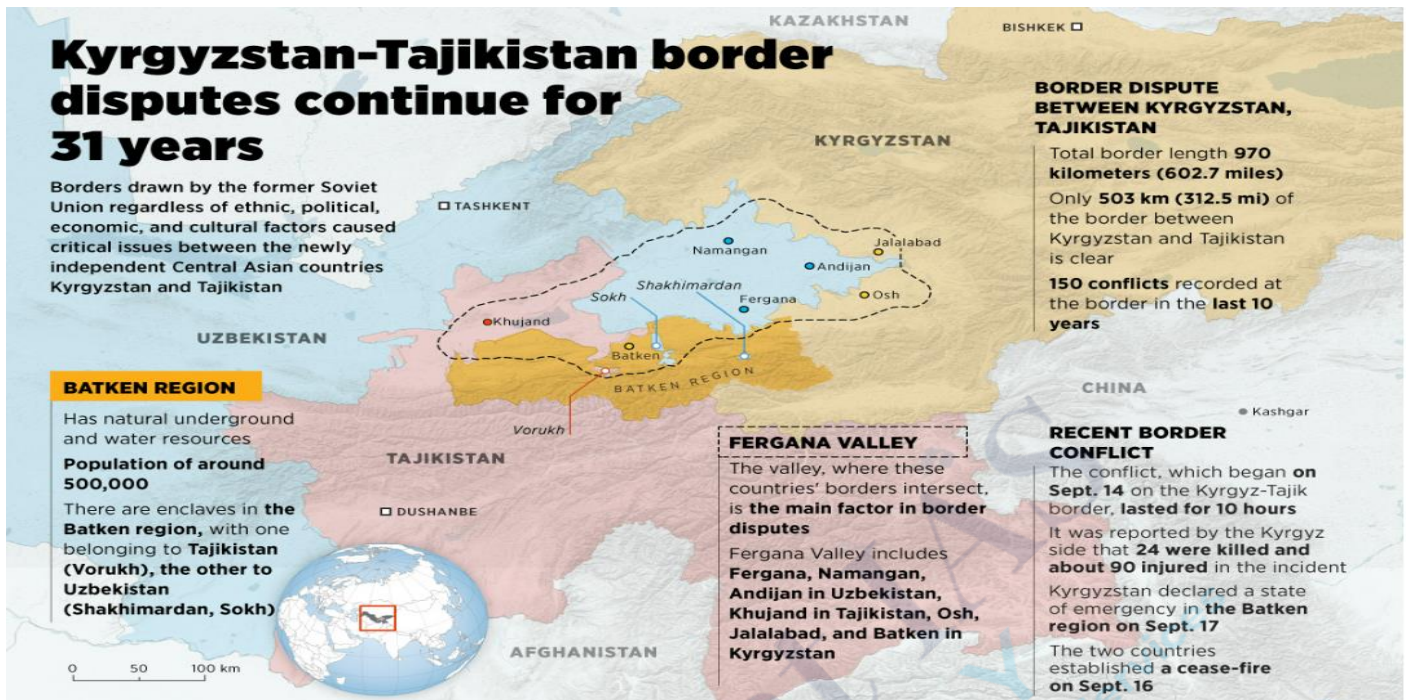 Kyrgyzstan-Tajikistan border
disputes continue for
31 years
Borders drawn by the former Soviet
Union regardless of ethnic, political,
economic, and cultural factors caused
critical issues between the newly
independent Central Asian countries
Kyrgyzstan and Tajikistan
KAZAKHSTAN
BISHKEK
KYRGYZSTAN
TASHKENT
Namangan
Jalalabad
Andijan
Shakhimardan
Sokh
Fergana
Osh
Khujand
UZBEKISTAN
Batken
BATKEN REGION
Vorukh
TAJIKISTAN
DUSHANBE
CHINA
Kashgar
AFGHANISTAN
BORDER DISPUTE
BETWEEN KYRGYZSTAN,
TAJIKISTAN
Total border length 970
kilometers (602.7 miles)
Only 503 km (312.5 mi) of
the border between
Kyrgyzstan and Tajikistan
is clear
150 conflicts recorded at
the border in the last 10
years
BATKEN REGION
Has natural underground
and water resources
Population of around
500,000
There are enclaves in the
Batken region, with one
belonging to Tajikistan
(Vorukh), the other to
Uzbekistan
(Shakhimardan, Sokh)
0 50 100 km
FERGANA VALLEY
The valley, where these
countries' borders intersect,
is the main factor in border
disputes
Fergana Valley includes
Fergana, Namangan,
Andijan in Uzbekistan,
Khujand in Tajikistan, Osh,
Jalalabad, and Batken in
Kyrgyzstan
RECENT BORDER
CONFLICT
The conflict, which began on
Sept. 14 on the Kyrgyz-Tajik
border, lasted for 10 hours
It was reported by the Kyrgyz
side that 24 were killed and
about 90 injured in the incident
Kyrgyzstan declared a state
of emergency in the Batken
region on Sept. 17
The two countries
established a cease-fire
on Sept. 16